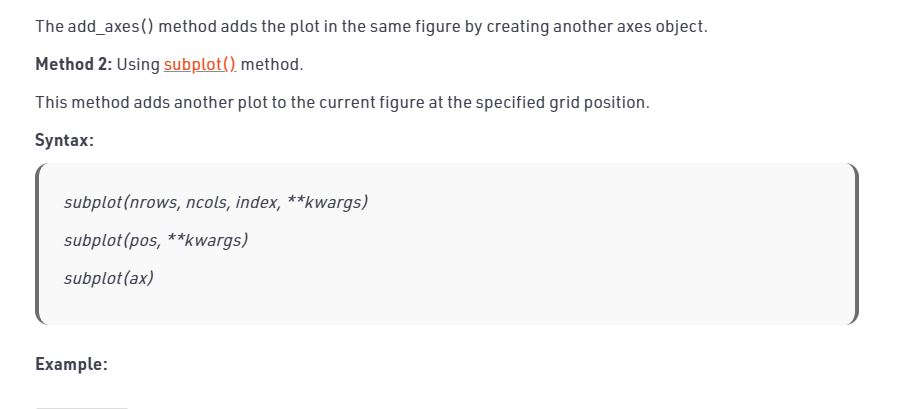 The add_axes() method adds the plot in the same figure by creating another axes object.
Method 2: Using subplot() method.
This method adds another plot to the current figure at the specified grid position.
Syntax:
subplot(nrows, ncols, index, **kwargs)
subplot(pos, **kwargs)
subplot(ax)
Example: